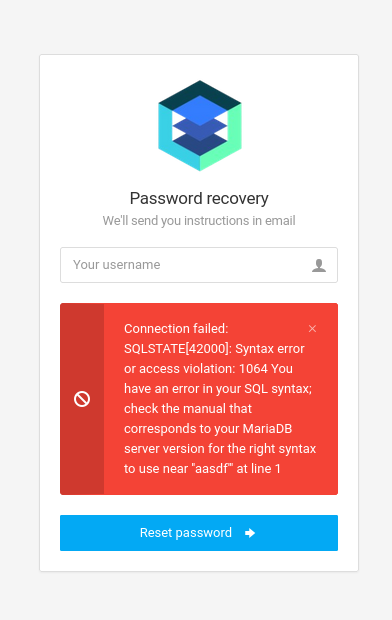 Password recovery
We'll send you instructions in email
Your username
Connection failed:
SQLSTATE[42000]: Syntax error
or access violation: 1064 You
have an error in your SQL syntax;
check the manual that
corresponds to your MariaDB
server version for the right syntax
to use near "aasdf'" at line 1
Reset password